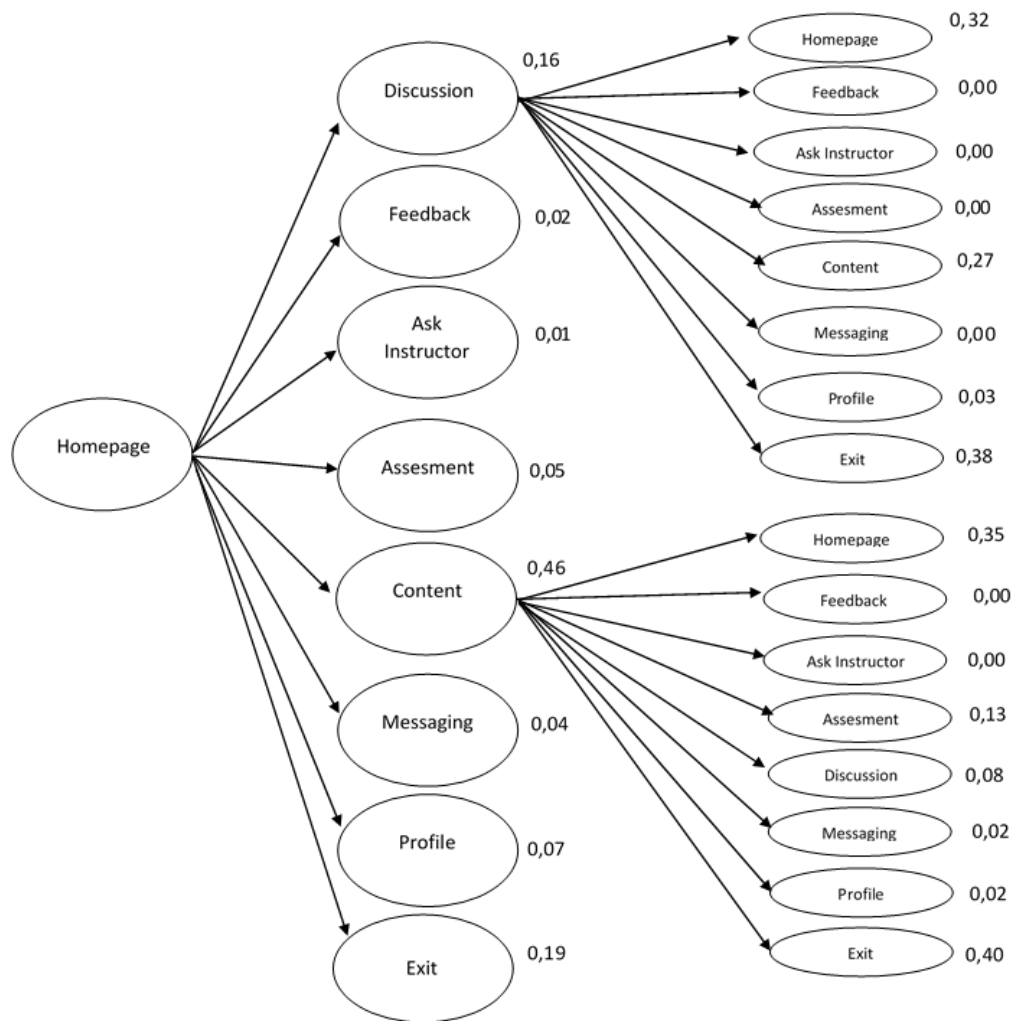 Homepage
Discussion
0,16
Feedback
0,02
Ask
Instructor
0,01
Assesment
0,05
Content
0,46
Messaging
0,04
Profile
0,07
Exit
0,19
Homepage
0,32
Feedback
0,00
Ask Instructor
0,00
Assesment
0,00
Content
0,27
Messaging
0,00
Profile
0,03
Exit
0,38
Homepage
0,35
Feedback
0,00
Ask Instructor
0,00
Assesment
0,13
Discussion
0,08
Messaging
0,02
Profile
0,02
Exit
0,40